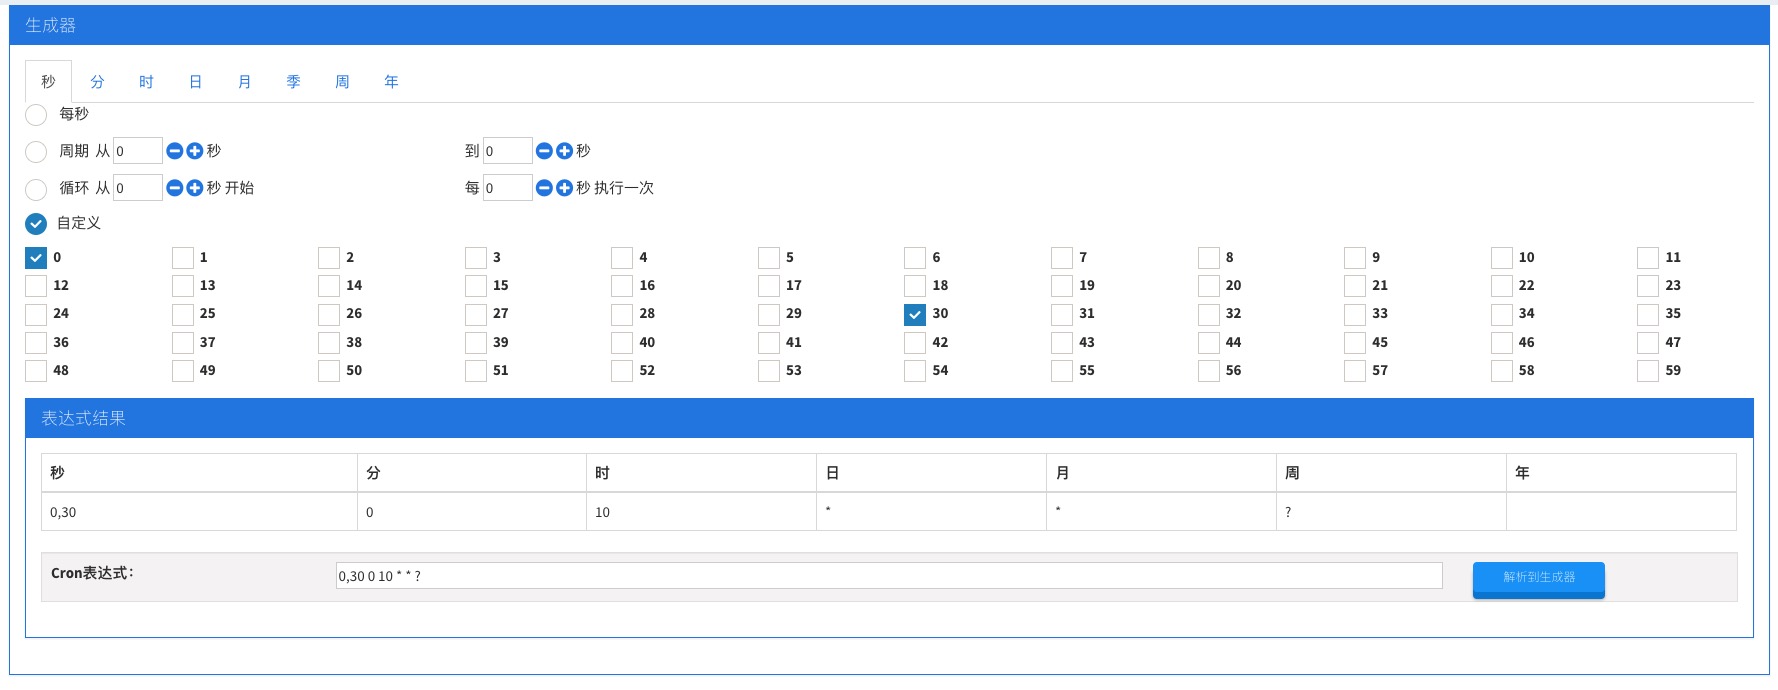 生成器
秒 分 时 日 月 季 周 年
每秒
周期 从 0 秒 到 0 秒
循环 从 0 秒 开始 每 0 秒 执行一次
自定义
0 1 2 3 4 5 6 7 8 9 10 11
12 13 14 15 16 17 18 19 20 21 22 23
24 25 26 27 28 29 30 31 32 33 34 35
36 37 38 39 40 41 42 43 44 45 46 47
48 49 50 51 52 53 54 55 56 57 58 59
表达式结果
秒 分 时 日 月 周 年
0,30 0 10 * * ?
Cron表达式： 0,30 0 10 * * ? 解析到生成器